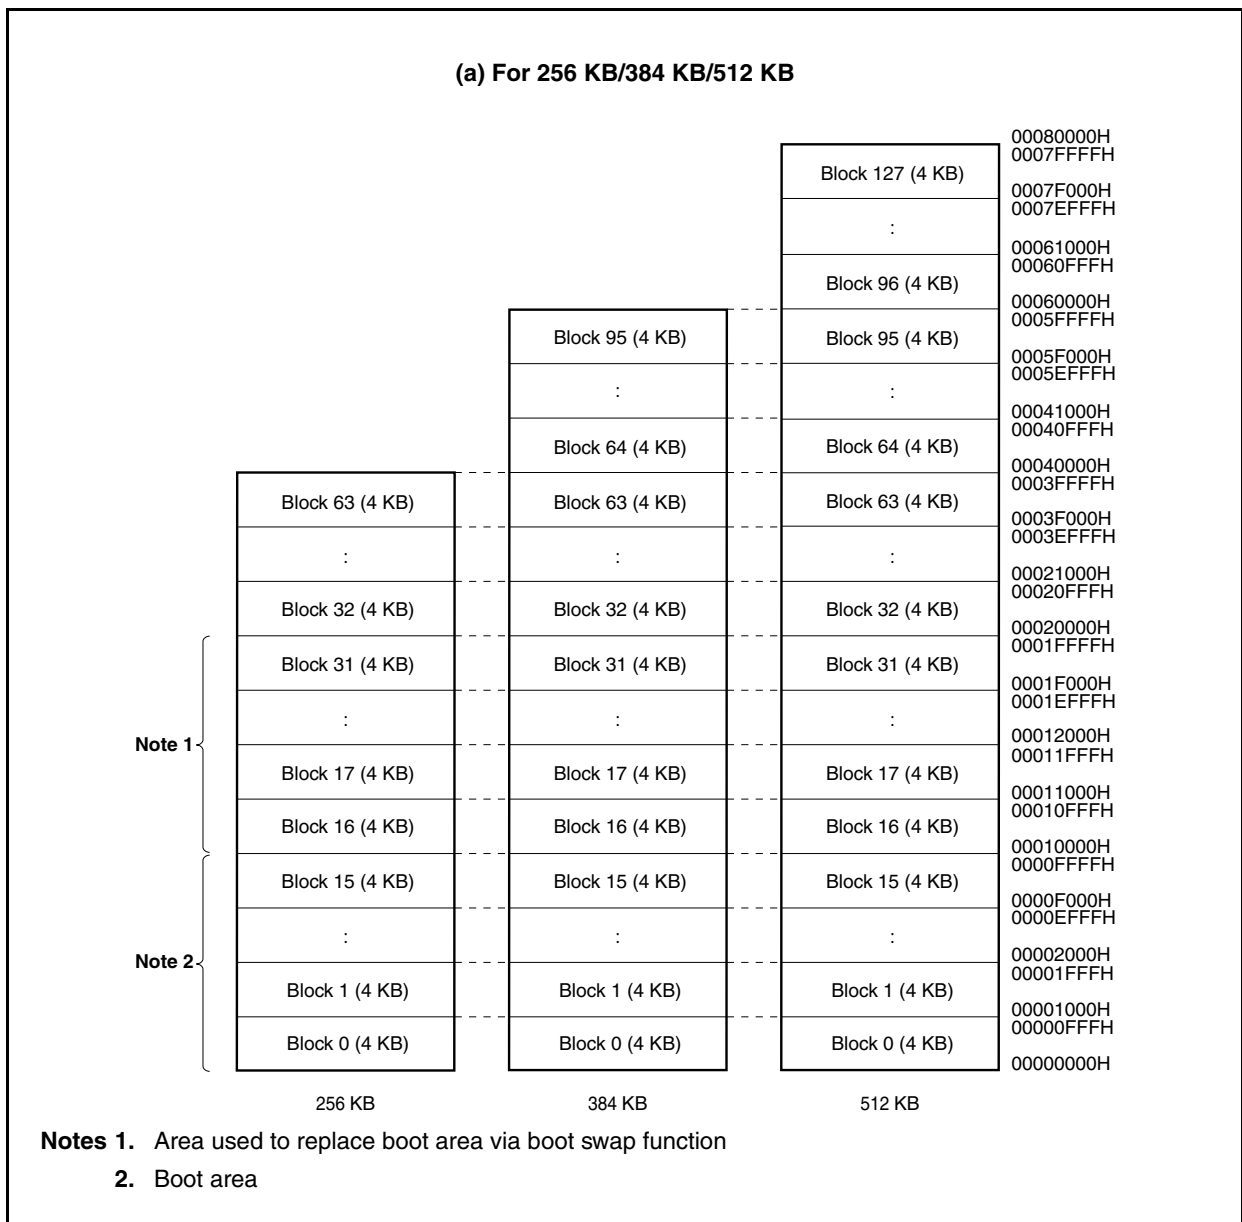 (a) For 256 KB/384 KB/512 KB
00080000H
0007FFFFH
Block 127 (4 KB)
0007F000H
0007EFFFH
:
00061000H
00060FFFH
Block 96 (4 KB)
00060000H
0005FFFFH
Block 95 (4 KB) Block 95 (4 KB)
0005F000H
0005EFFFH
: :
00041000H
00040FFFH
Block 64 (4 KB) Block 64 (4 KB)
00040000H
0003FFFFH
Block 63 (4 KB) Block 63 (4 KB) Block 63 (4 KB)
0003F000H
0003EFFFH
: : :
00021000H
00020FFFH
Block 32 (4 KB) Block 32 (4 KB) Block 32 (4 KB)
00020000H
0001FFFFH
Block 31 (4 KB) Block 31 (4 KB) Block 31 (4 KB)
0001F000H
0001EFFFH
: : :
Note 1
00012000H
00011FFFH
Block 17 (4 KB) Block 17 (4 KB) Block 17 (4 KB)
00011000H
00010FFFH
Block 16 (4 KB) Block 16 (4 KB) Block 16 (4 KB)
00010000H
0000FFFFH
Block 15 (4 KB) Block 15 (4 KB) Block 15 (4 KB)
0000F000H
0000EFFFH
: : :
Note 2
00002000H
00001FFFH
Block 1 (4 KB) Block 1 (4 KB) Block 1 (4 KB)
00001000H
00000FFFH
Block 0 (4 KB) Block 0 (4 KB) Block 0 (4 KB)
00000000H
256 KB 384 KB 512 KB
Notes 1. Area used to replace boot area via boot swap function
2. Boot area